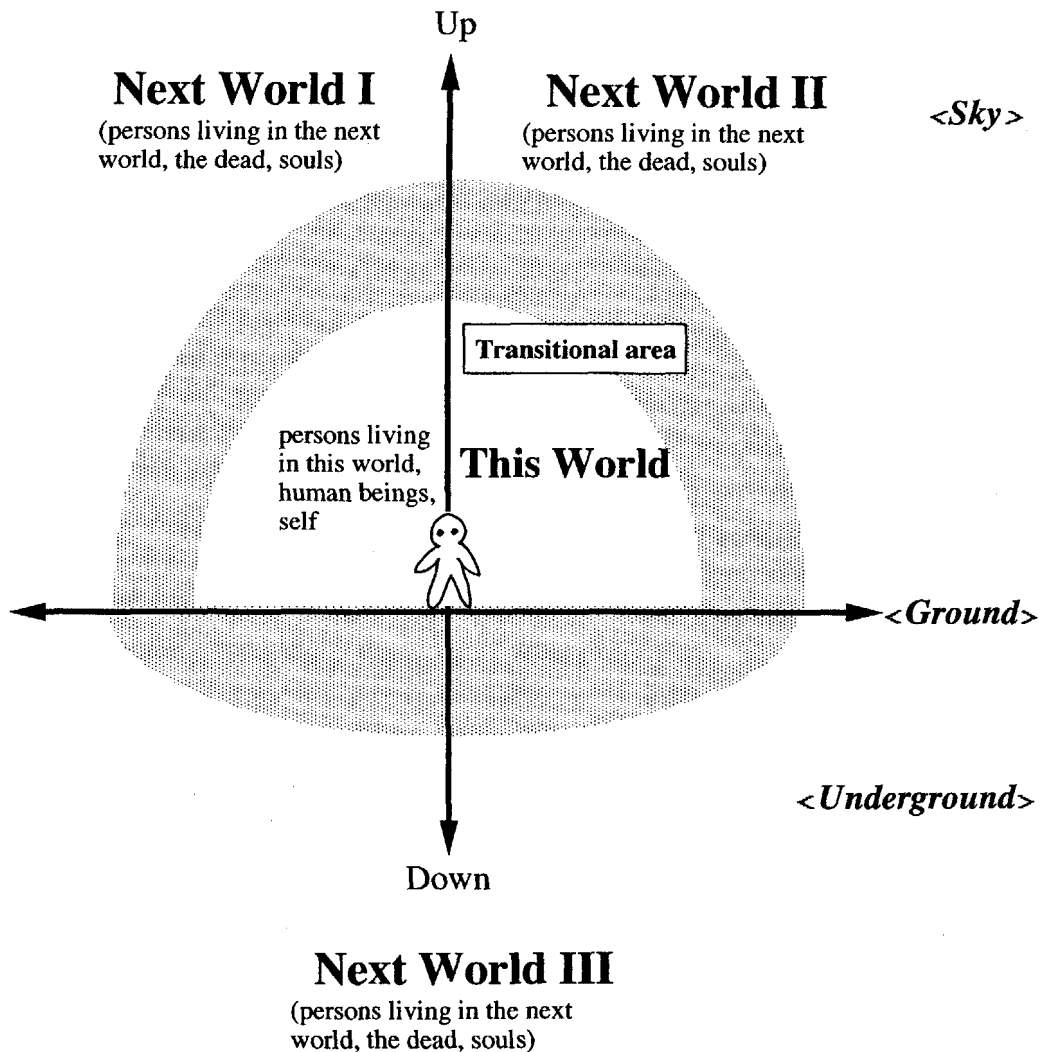 Up
Next World I
(persons living in the next
world, the dead, souls)
Next World II
(persons living in the next
world, the dead, souls)
<Sky>
Transitional area
persons living
in this world,
human beings,
self
This World
<Ground>
<Underground>
Down
Next World III
(persons living in the next
world, the dead, souls)